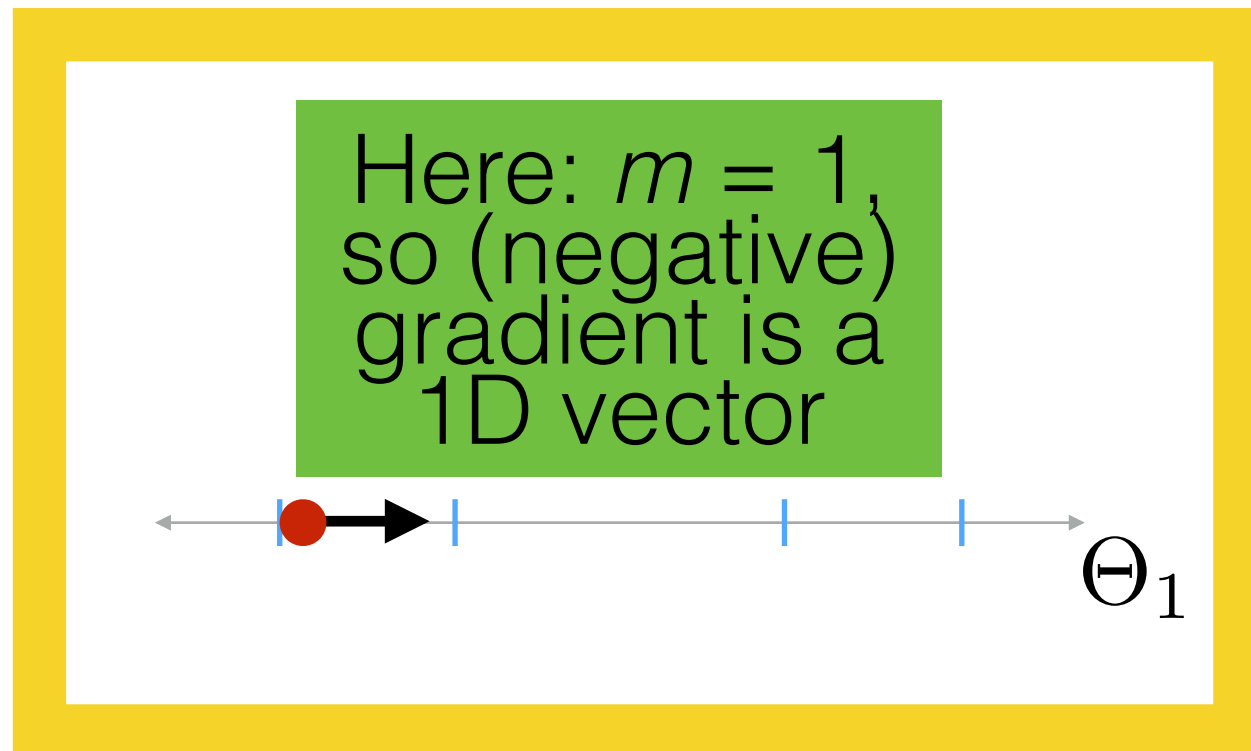 Here: m = 1,
so (negative)
gradient is a
1D vector
Θ₁